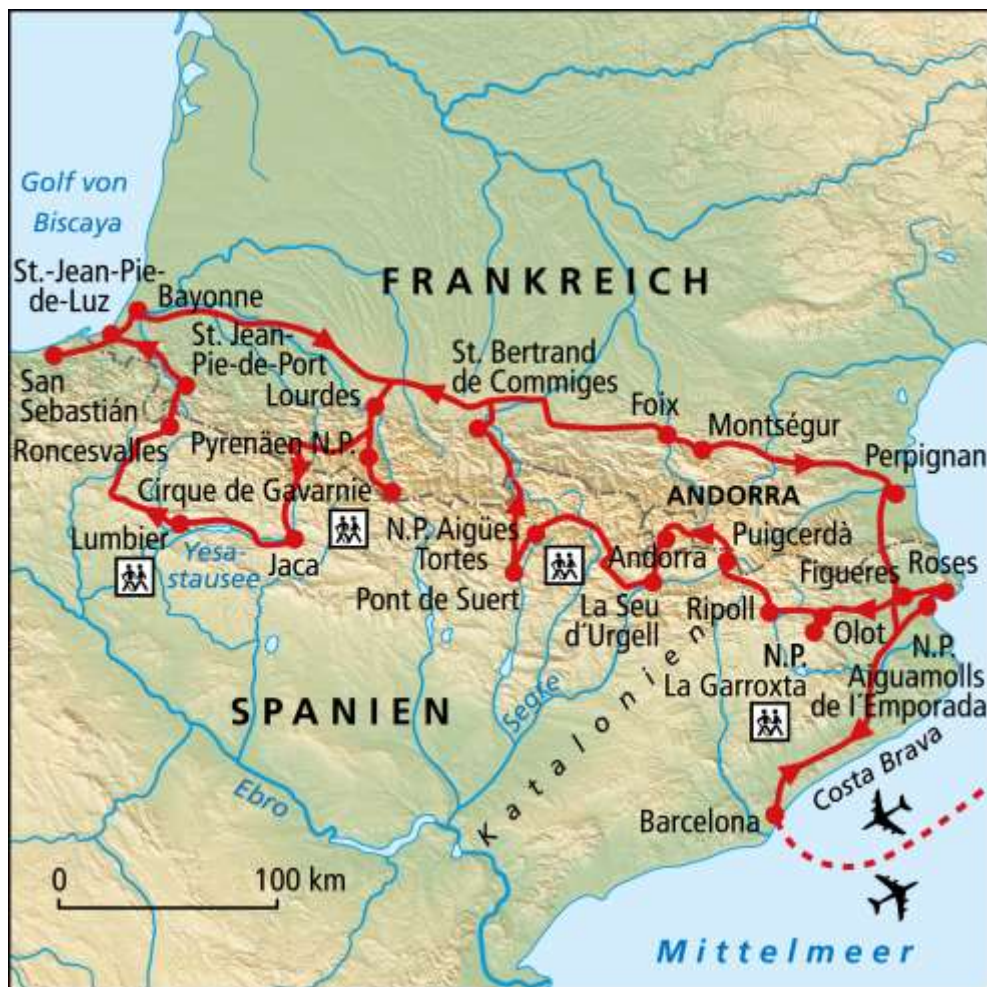 Golf von
Biscaya
FRANKREICH
St.-Jean-Pie-
de-Luz
Bayonne
St. Jean-
Pie-de-Port
St. Bertrand
de Commiges
San
Sebastián
Lourdes
Foix
Montségur
Roncesvalles
Pyrenäen N.P.
Perpignan
Cirque de Gavarnie
ANDORRA
Lumbier
Yesa-
stausee
Jaca
N.P. Aigües
Tortes
Pont de Suert
Andorra
Puigcerdà
Figueres
Roses
La Seu
d´Urgell
Ripoll
Olot
N.P.
La Garroxta
N.P.
Aiguamolls
de l´Emporada
SPANIEN
Segre
Katalonien
Ebro
Costa Brava
Barcelona
0 100 km
Mittelmeer